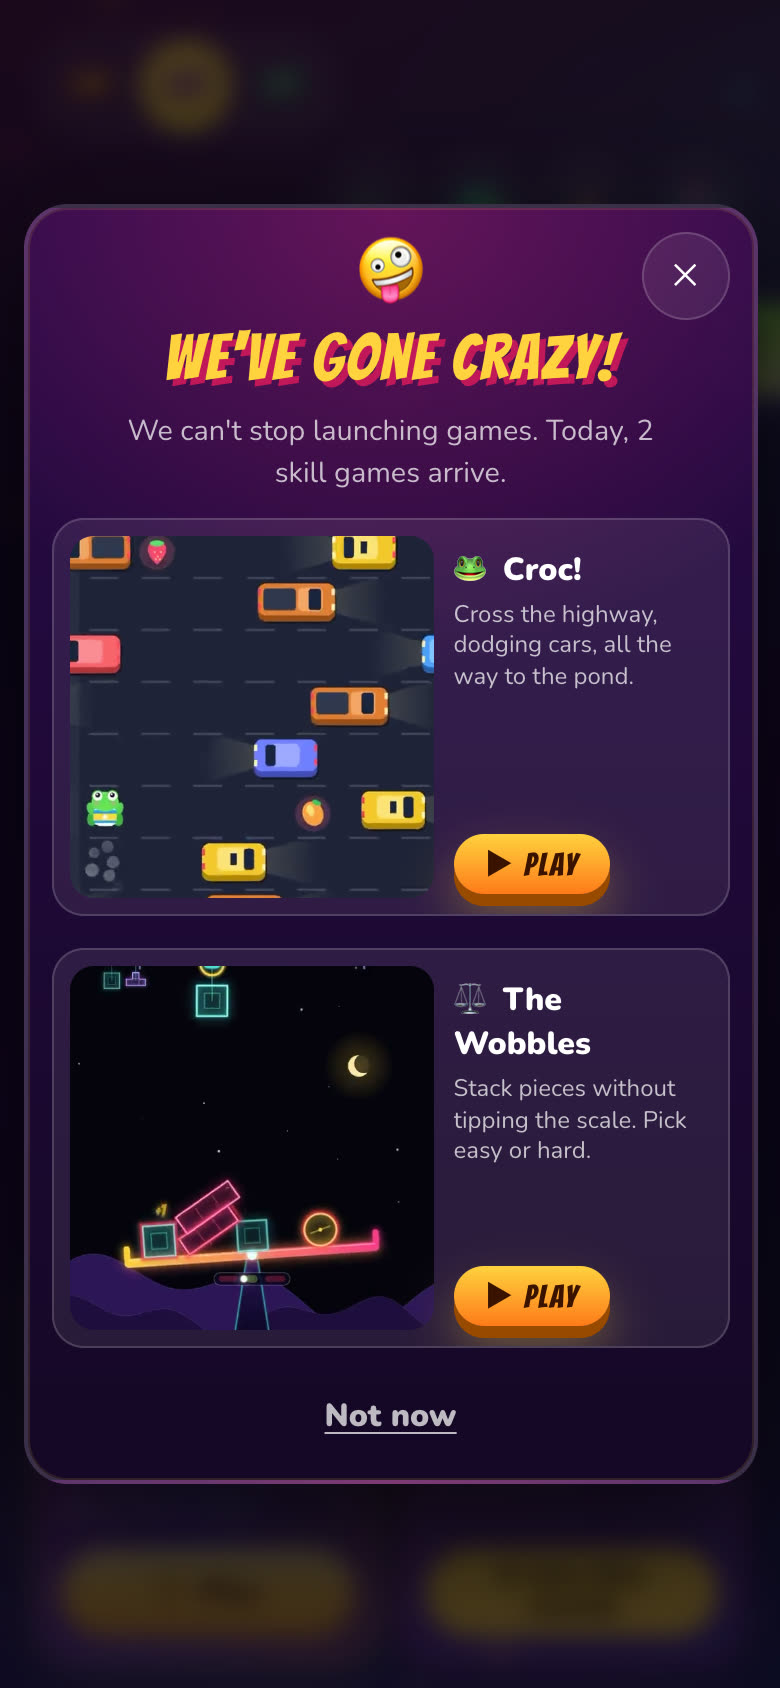 WE'VE GONE CRAZY!
We can't stop launching games. Today, 2
skill games arrive.
Croc!
Cross the highway,
dodging cars, all the
way to the pond.
PLAY
The
Wobbles
Stack pieces without
tipping the scale. Pick
easy or hard.
+1
PLAY
Not now